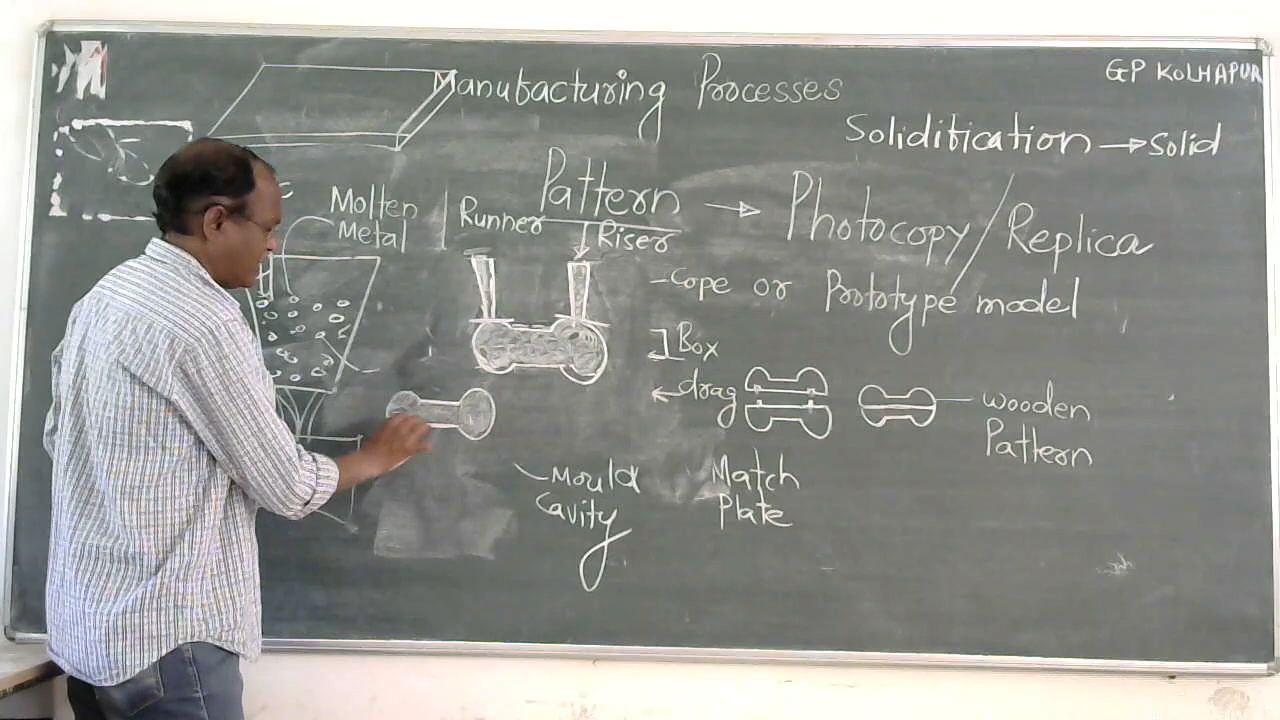 GP KOLHAPUR
Manufacturing Processes
Solidification → Solid
Pattern → Photocopy/Replica
Molten
Metal
Runner
Riser
Cope or Prototype model
Box
drag
wooden
Pattern
Mould
Cavity
Match
Plate